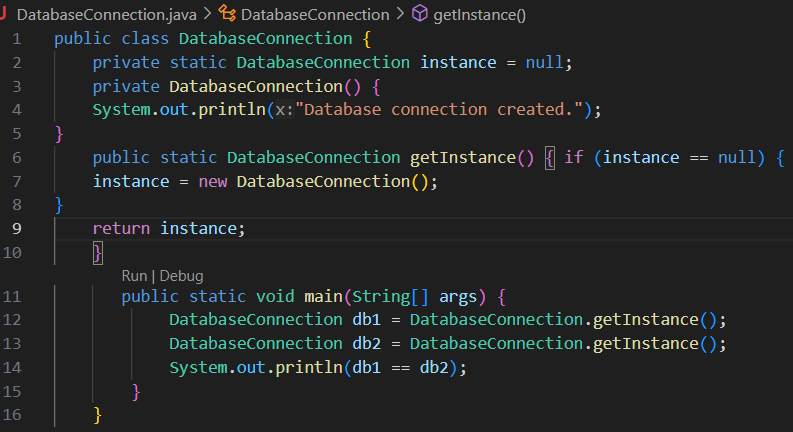 DatabaseConnection.java > DatabaseConnection > getInstance()
1 public class DatabaseConnection {
2 private static DatabaseConnection instance = null;
3 private DatabaseConnection() {
4 System.out.println(x:"Database connection created.");
5 }
6 public static DatabaseConnection getInstance() { if (instance == null) {
7 instance = new DatabaseConnection();
8 }
9 return instance;
10 }
Run | Debug
11 public static void main(String[] args) {
12 DatabaseConnection db1 = DatabaseConnection.getInstance();
13 DatabaseConnection db2 = DatabaseConnection.getInstance();
14 System.out.println(db1 == db2);
15 }
16 }